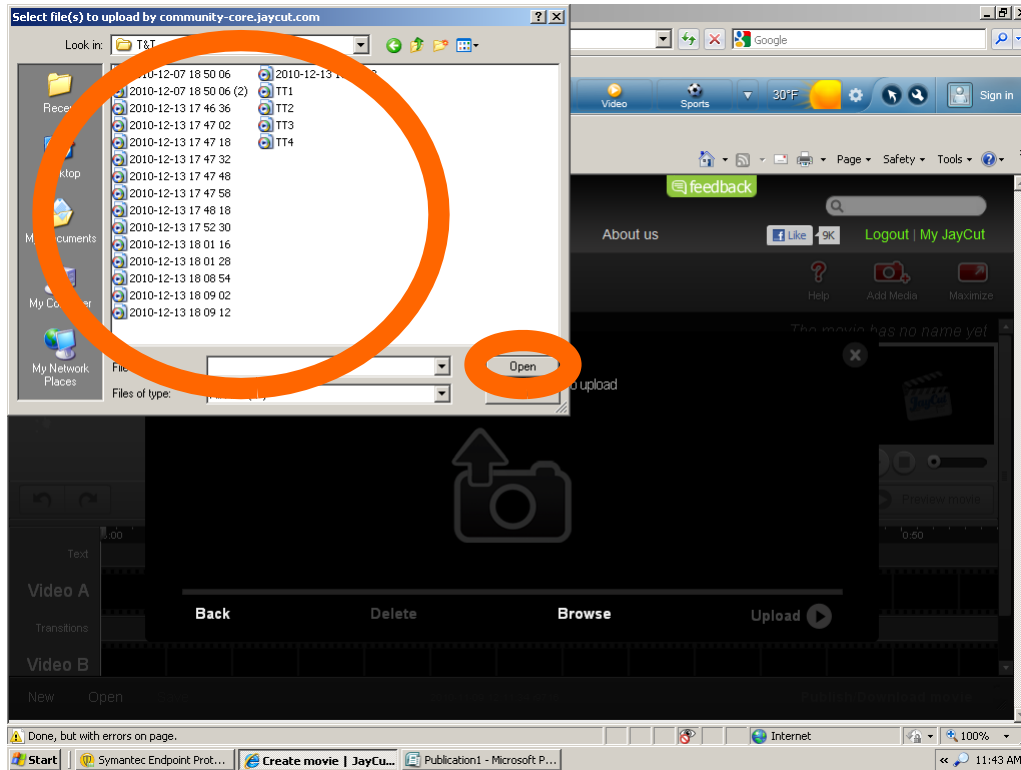 Select file(s) to upload by community-core.jaycut.com
Look in:
T&T
2010-12-07 18 50 06
2010-12-07 18 50 06 (2)
2010-12-13 17 46 36
2010-12-13 17 47 02
2010-12-13 17 47 18
2010-12-13 17 47 32
2010-12-13 17 47 48
2010-12-13 17 47 58
2010-12-13 17 48 18
2010-12-13 17 52 30
2010-12-13 18 01 16
2010-12-13 18 01 28
2010-12-13 18 08 54
2010-12-13 18 09 02
2010-12-13 18 09 12
2010-12-13
TT1
TT2
TT3
TT4
My Network
Places
Files of type:
Open
Google
Video
Sports
30°F
Sign in
Page
Safety
Tools
feedback
About us
Like
9K
Logout | My JayCut
Help
Add Media
Maximize
The movie has no name yet
upload
Preview movie
0:50
Text
Video A
Transitions
Video B
Back
Delete
Browse
Upload
New
Open
Publish/Download movie
Done, but with errors on page.
Internet
100%
Start
Symantec Endpoint Prot...
Create movie | JayCu...
Publication1 - Microsoft P...
11:43 AM